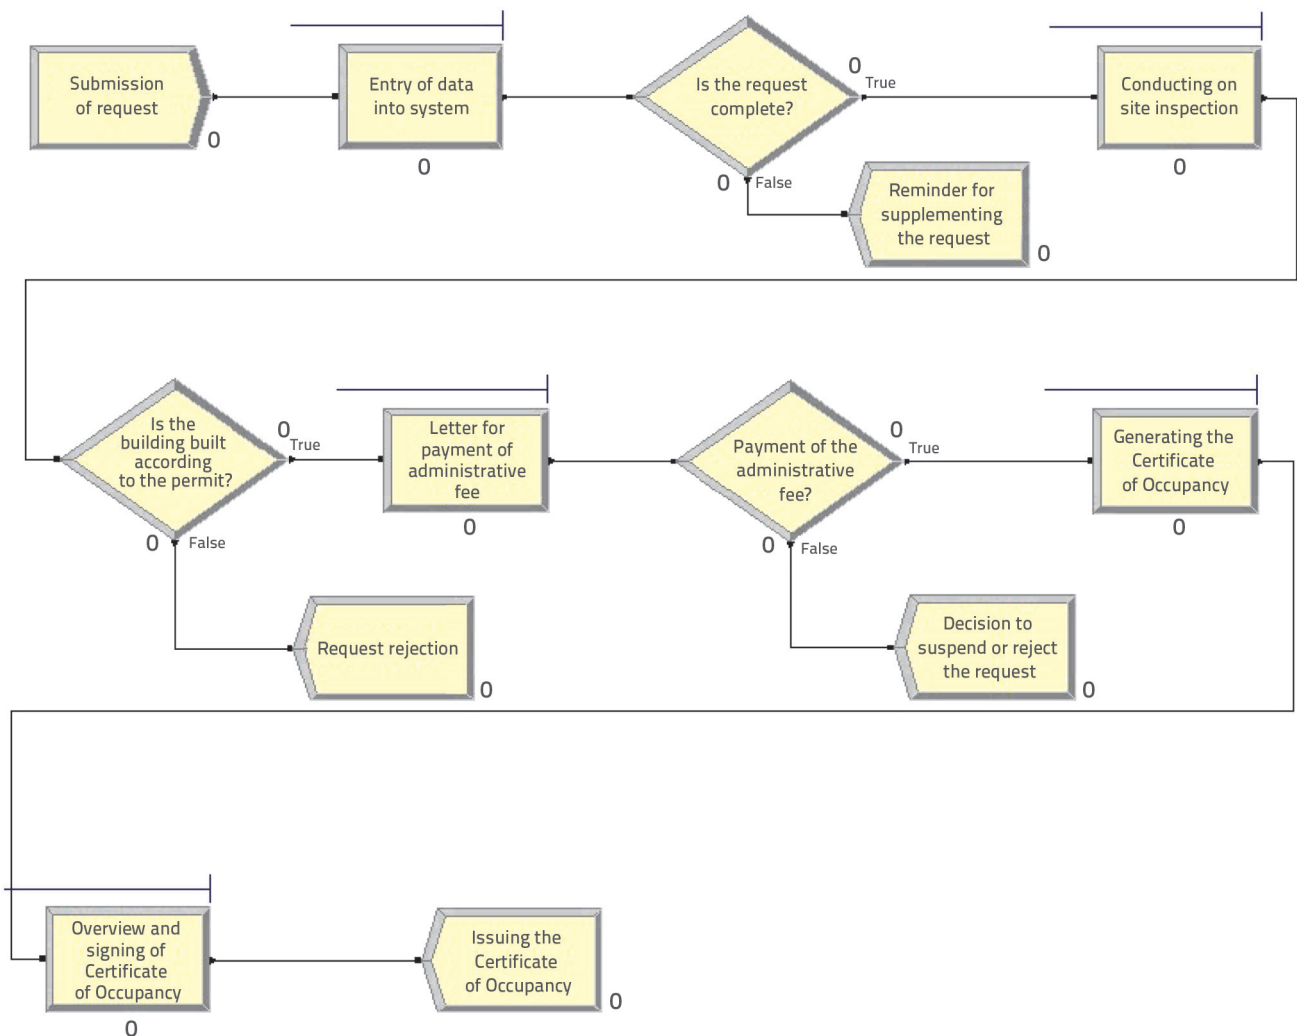 Submission
of request
0
Entry of data
into system
0
Is the request
complete?
0
True
0
False
Conducting on
site inspection
0
Reminder for
supplementing
the request
0
Is the
building built
according
to the permit?
0
True
0
False
Letter for
payment of
administrative
fee
0
Payment of the
administrative
fee?
0
True
0
False
Generating the
Certificate
of Occupancy
0
Request rejection
0
Decision to
suspend or reject
the request
0
Overview and
signing of
Certificate
of Occupancy
0
Issuing the
Certificate
of Occupancy
0